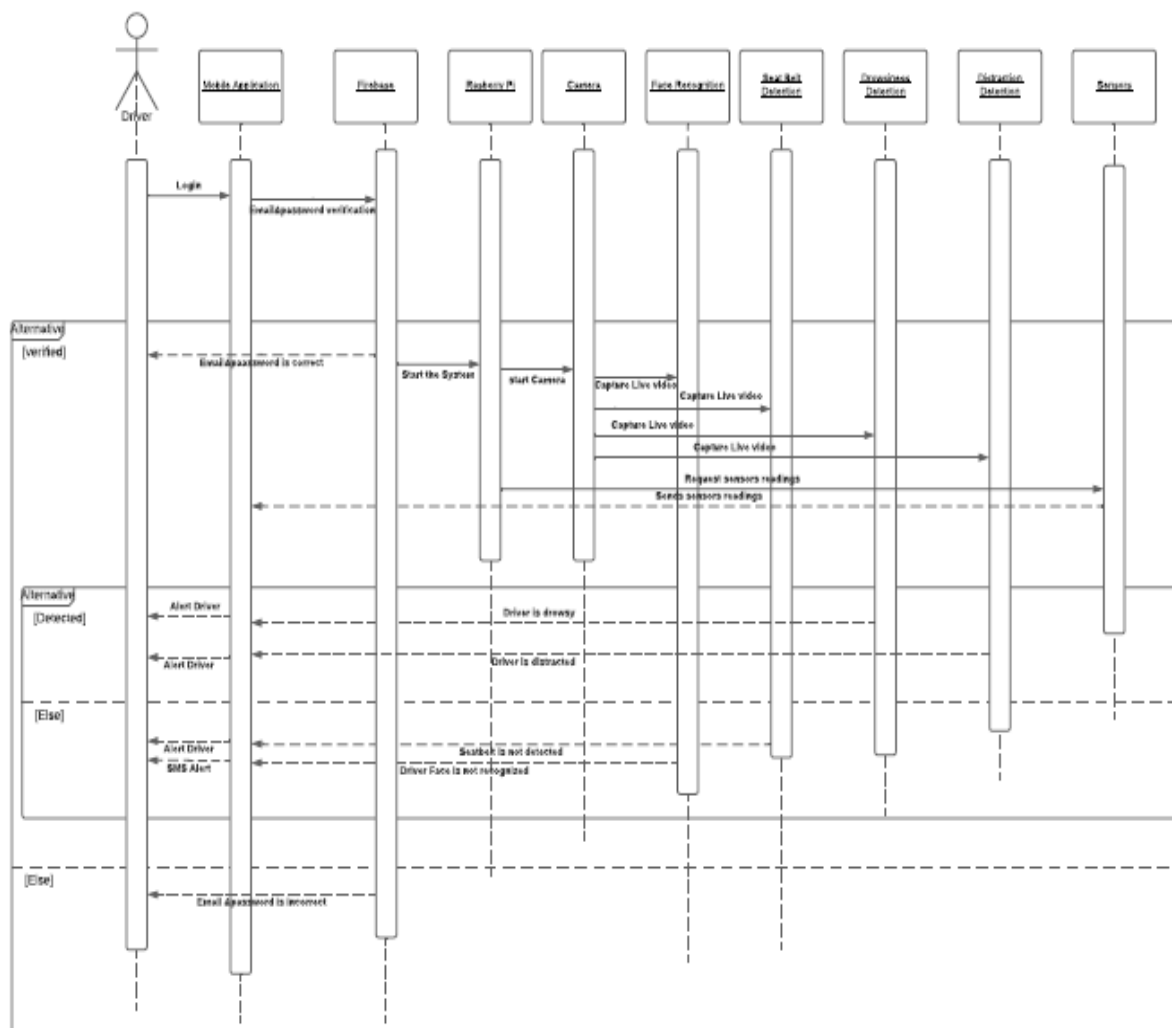 Driver
Mobile Application
Firebase
Raspberry Pi
Camera
Face Recognition
Seat Belt
Detection
Drowsiness
Detection
Distraction
Detection
Sensors
Login
Email&password verification
Alternative
[verified]
Email&password is correct
Start the System
start Camera
Capture Live video
Capture Live video
Capture Live video
Capture Live video
Request sensors readings
Sends sensors readings
Alternative
[Detected]
Alert Driver
Driver is drowsy
Alert Driver
Driver is distracted
[Else]
Alert Driver
Seatbelt is not detected
SMS Alert
Driver Face is not recognized
[Else]
Email &password is incorrect